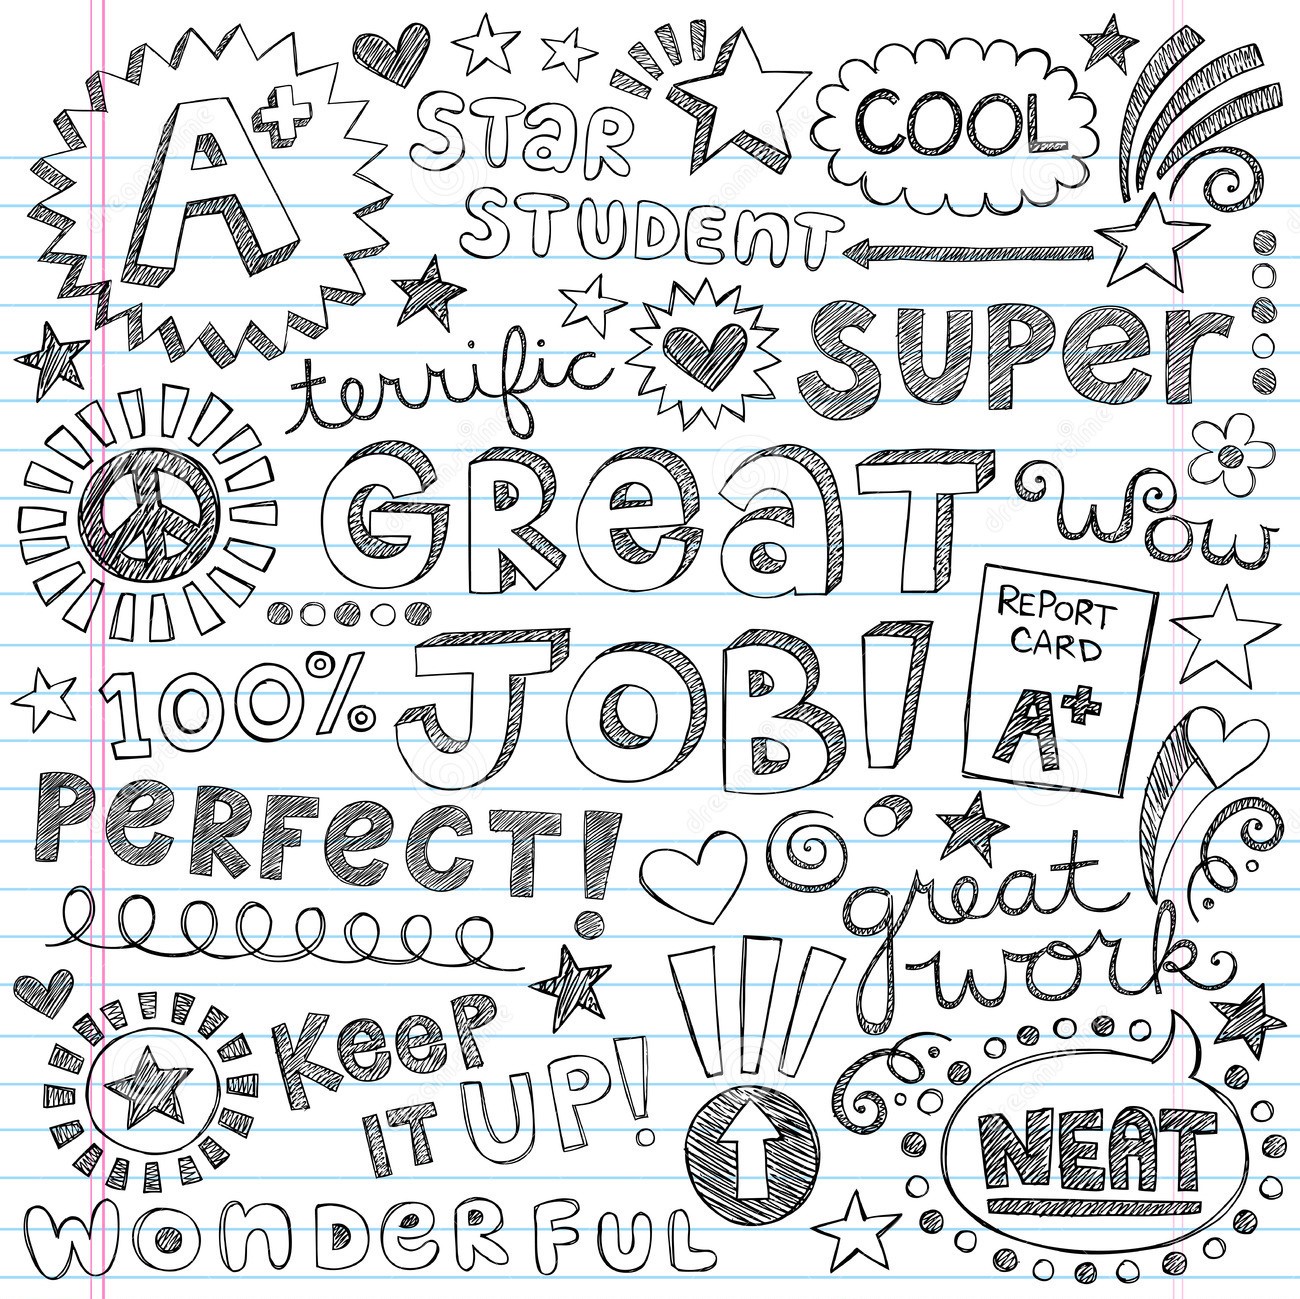 A+
STAR
STUDENT
COOL
terrific
SUPer
GReaT
wow
JOB!
REPORT
CARD
A+
100%
PeRFecT!
great
work
KeeP
IT UP!
NEAT
WonDeRFUL